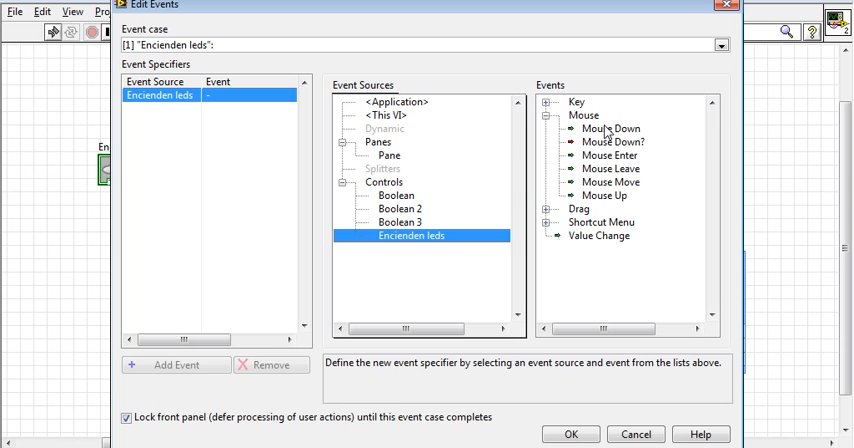 Edit Events
File Edit View Pro
Event case
[1] "Encienden leds":
Event Specifiers
Event Source Event
Encienden leds -
Event Sources
<Application>
<This VI>
Dynamic
Panes
Pane
Splitters
Controls
Boolean
Boolean 2
Boolean 3
Encienden leds
Events
Key
Mouse
Mouse Down
Mouse Down?
Mouse Enter
Mouse Leave
Mouse Move
Mouse Up
Drag
Shortcut Menu
Value Change
En
+ Add Event
X Remove
Define the new event specifier by selecting an event source and event from the lists above.
Lock front panel (defer processing of user actions) until this event case completes
OK Cancel Help
?
2